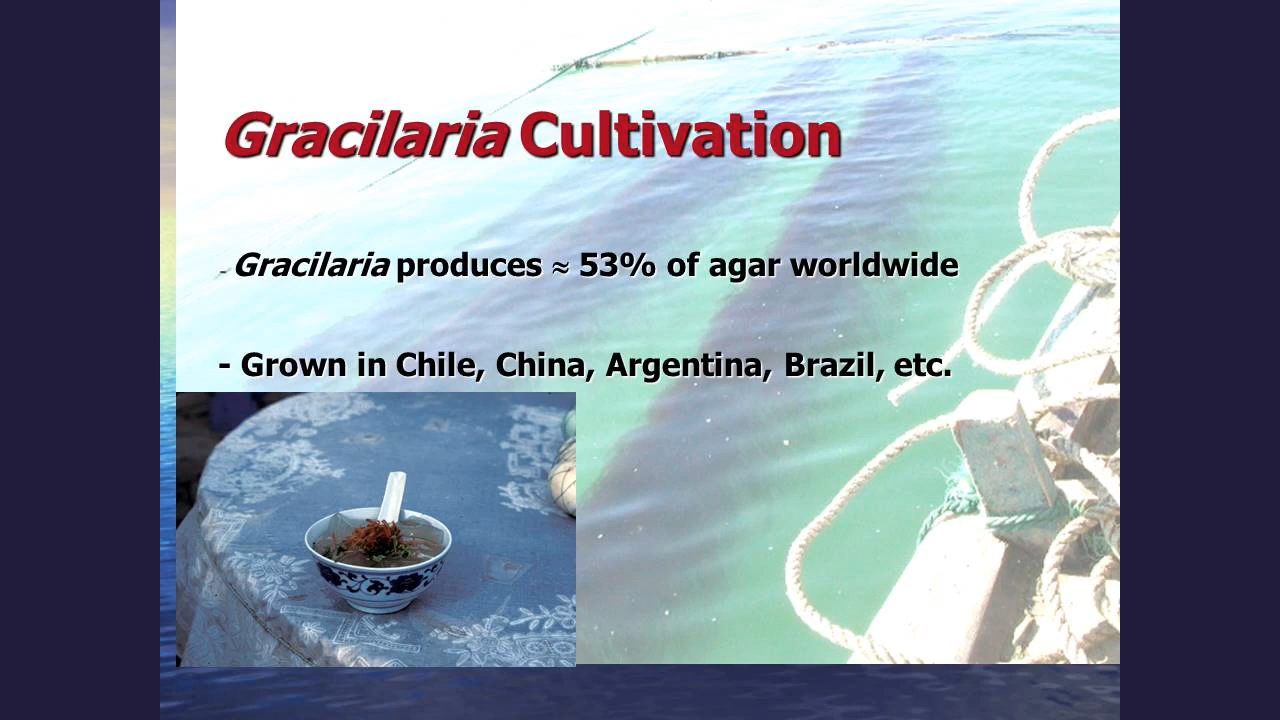 Gracilaria Cultivation
- Gracilaria produces ≈ 53% of agar worldwide
- Grown in Chile, China, Argentina, Brazil, etc.